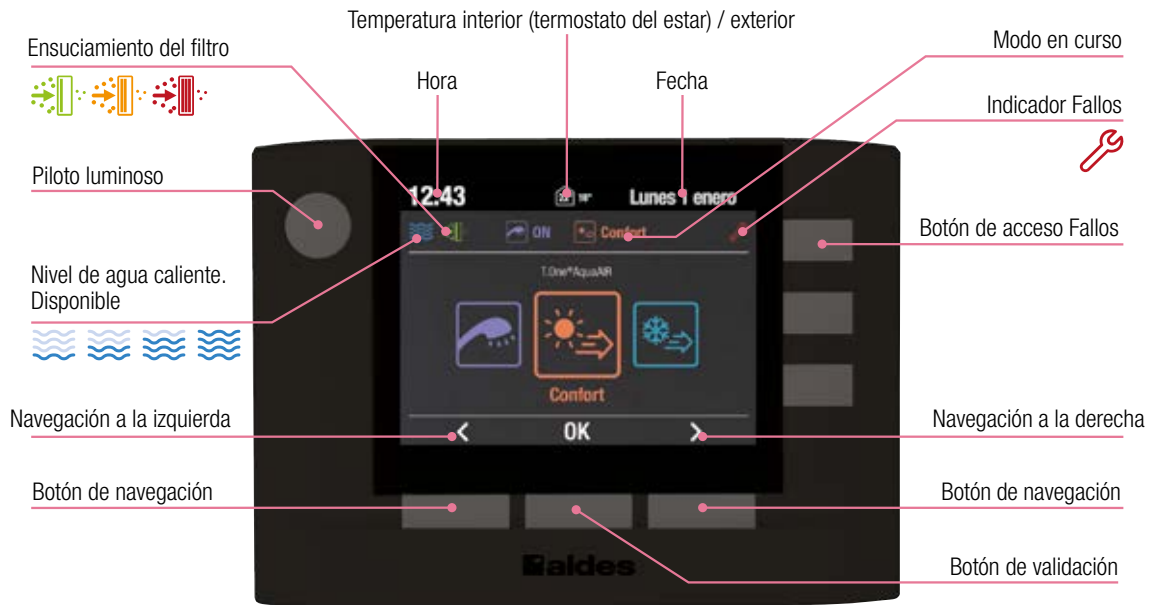 Temperatura interior (termostato del estar) / exterior
Ensuciamiento del filtro
Modo en curso
Hora
Fecha
Indicador Fallos
Piloto luminoso
12:43
18°
Lunes 1 enero
Botón de acceso Fallos
ON
Confort
Nivel de agua caliente.
Disponible
T.One®AquaAIR
Confort
Navegación a la izquierda
Navegación a la derecha
<
OK
>
Botón de navegación
Botón de navegación
Botón de validación
aldes